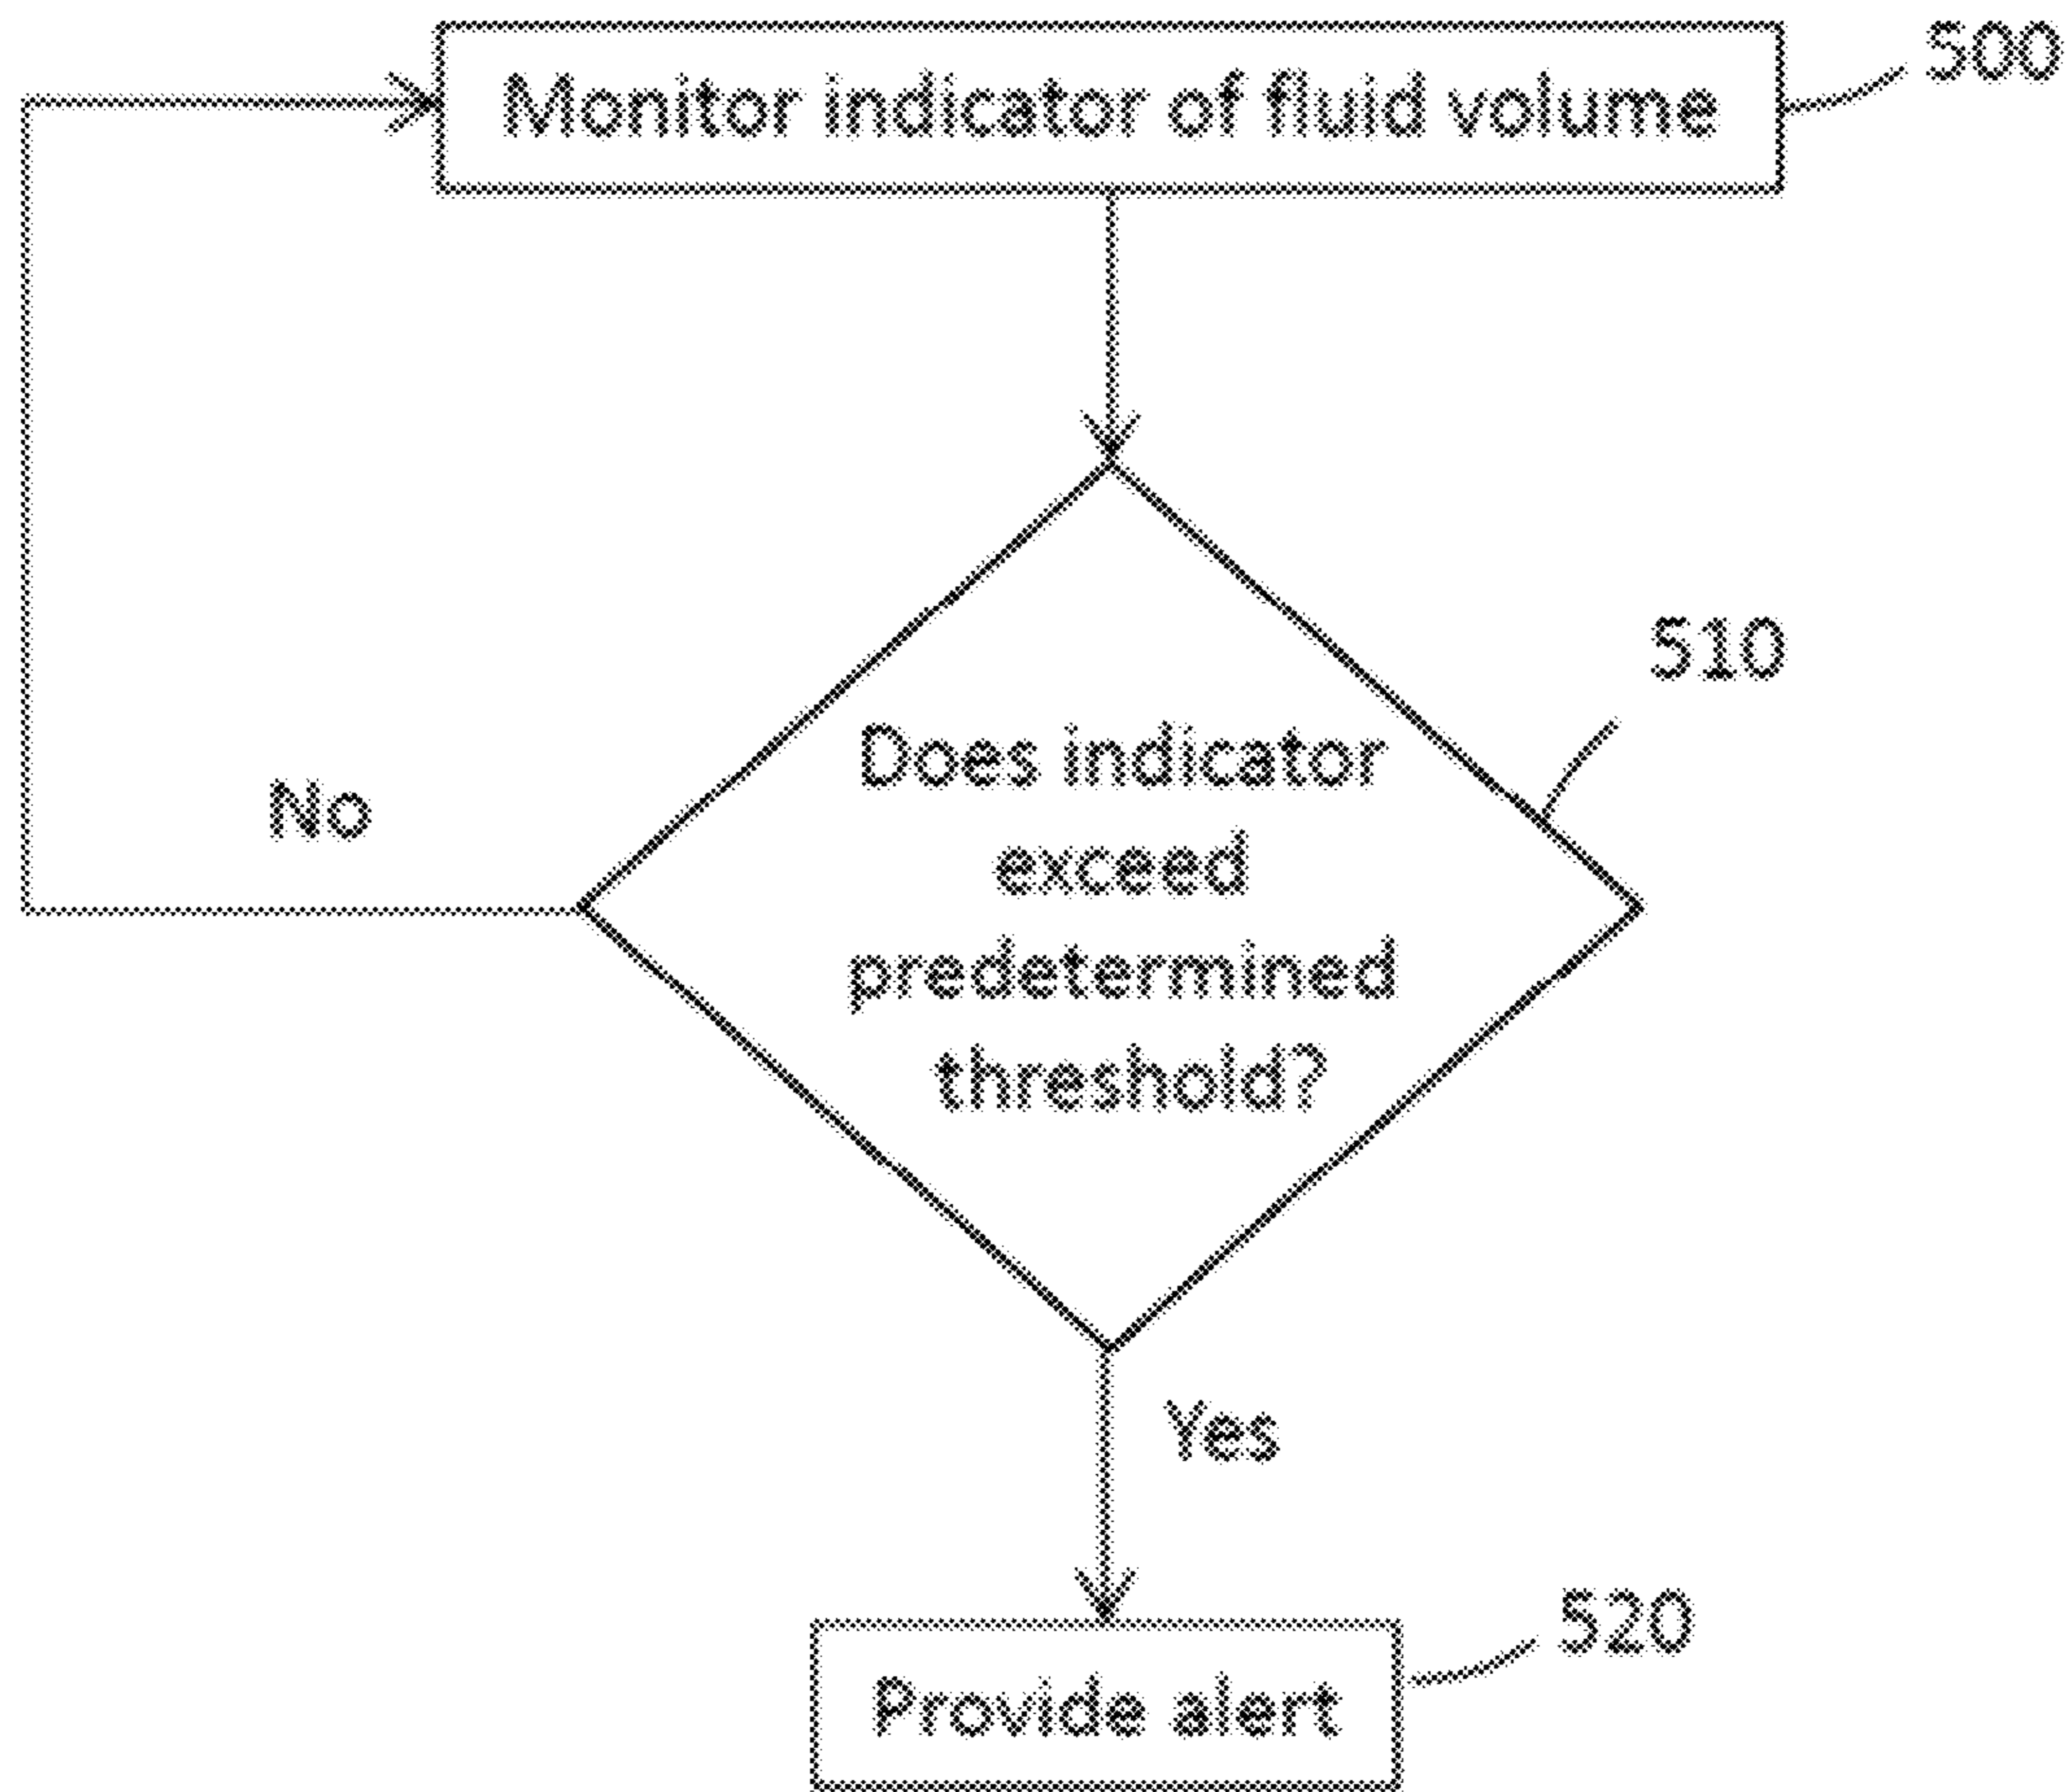 Monitor indicator of fluid volume
500
510
Does indicator
exceed
predetermined
threshold?
No
Yes
520
Provide alert